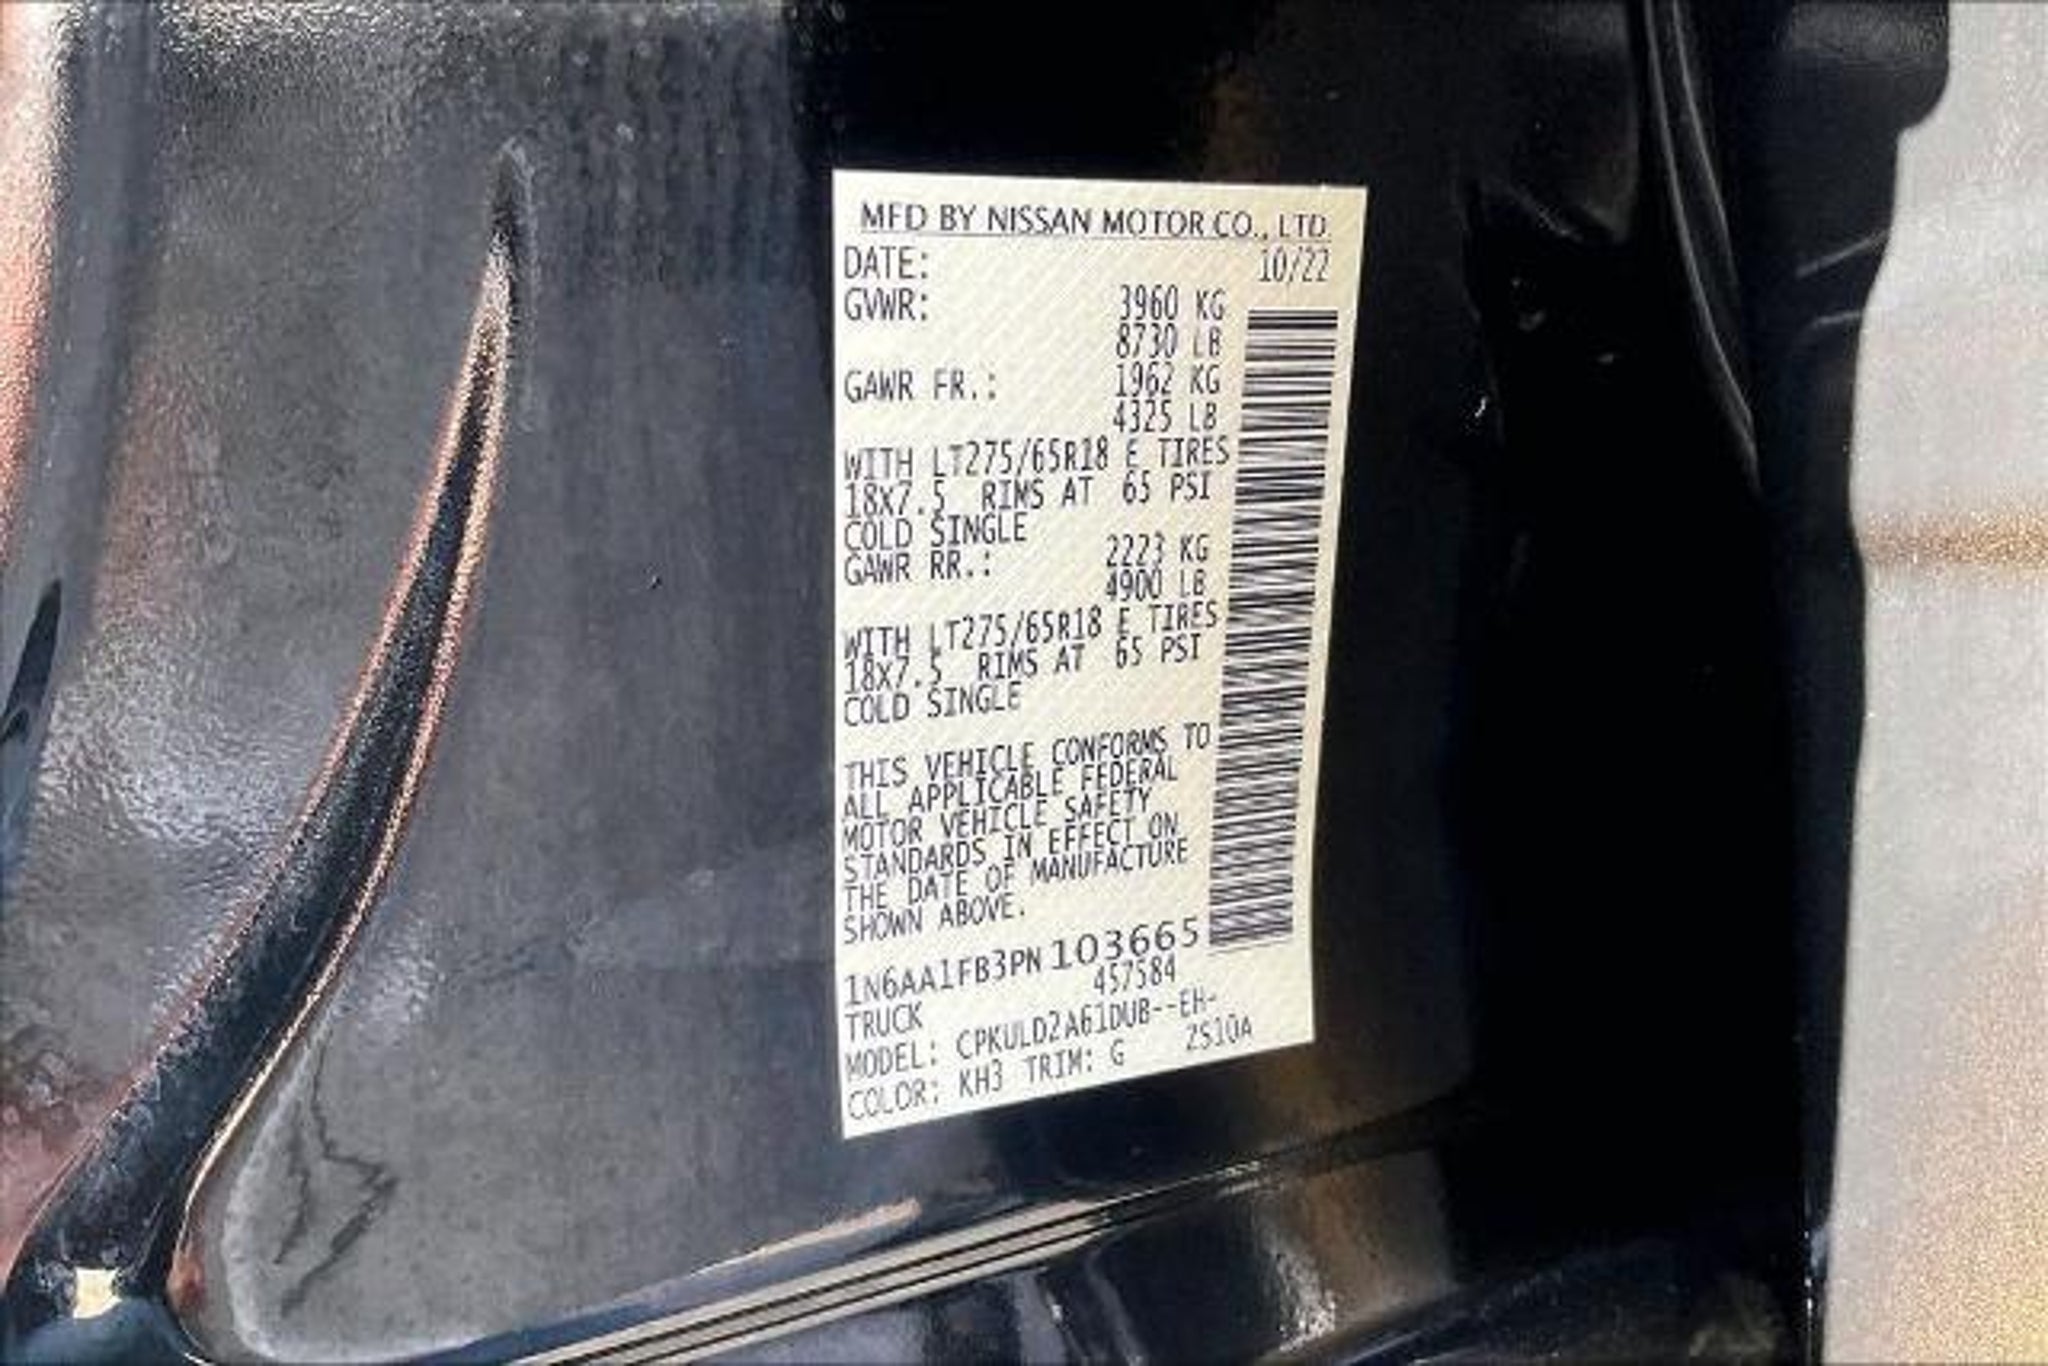 MFD BY NISSAN MOTOR CO., LTD.
DATE: 10/22
GVWR: 3960 KG
8730 LB
GAWR FR.: 1962 KG
4325 LB
WITH LT275/65R18 E TIRES
18X7.5 RIMS AT 65 PSI
COLD SINGLE
GAWR RR.: 2223 KG
4900 LB
WITH LT275/65R18 E TIRES
18X7.5 RIMS AT 65 PSI
COLD SINGLE
THIS VEHICLE CONFORMS TO
ALL APPLICABLE FEDERAL
MOTOR VEHICLE SAFETY
STANDARDS IN EFFECT ON
THE DATE OF MANUFACTURE
SHOWN ABOVE.
1N6AA1FB3PN103665
TRUCK 457584
MODEL: CPKULD2A61DUB--EH-
COLOR: KH3 TRIM: G ZS10A